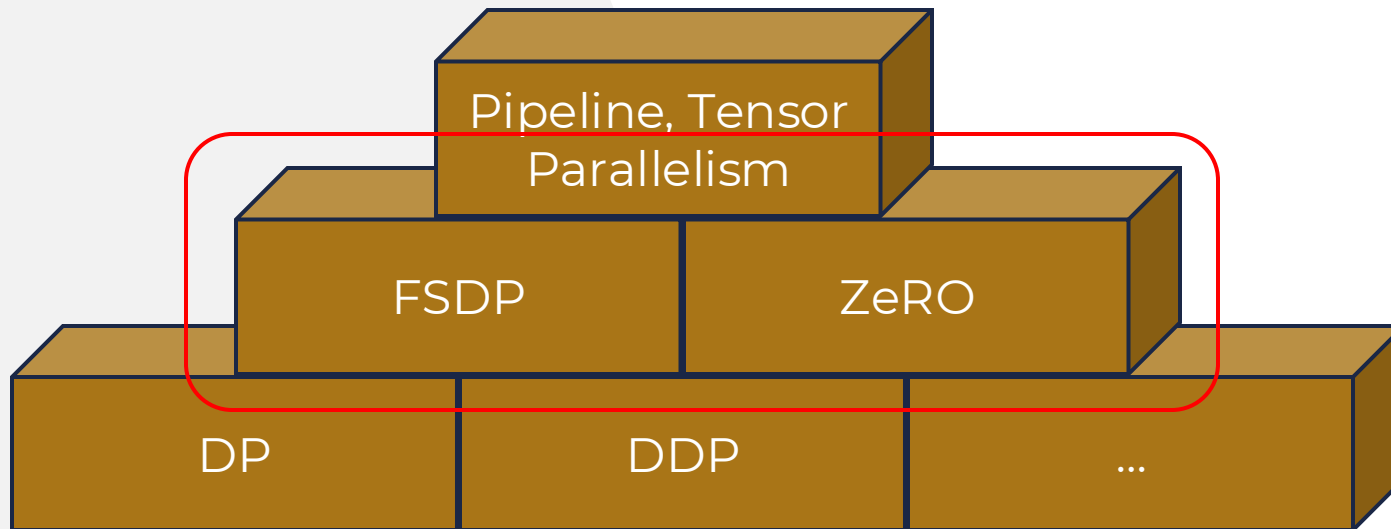 Pipeline, Tensor
Parallelism
FSDP
ZeRO
DP
DDP
...